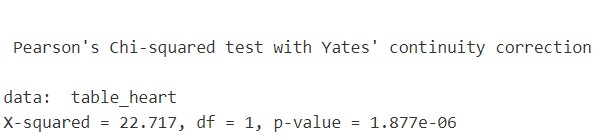 Pearson's Chi-squared test with Yates' continuity correction
data:  table_heart
X-squared = 22.717, df = 1, p-value = 1.877e-06